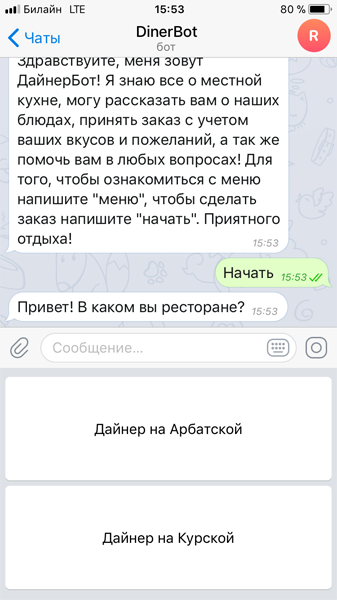 Билайн LTE 15:53 80 %
Чаты DinerBot R
бот
Здравствуйте, меня зовут
ДайнерБот! Я знаю все о местной
кухне, могу рассказать вам о наших
блюдах, принять заказ с учетом
ваших вкусов и пожеланий, а так же
помочь вам в любых вопросах! Для
того, чтобы ознакомиться с меню
напишите "меню", чтобы сделать
заказ напишите "начать". Приятного
отдыха! 15:53
Начать 15:53
Привет! В каком вы ресторане? 15:53
Сообщение...
Дайнер на Арбатской
Дайнер на Курской